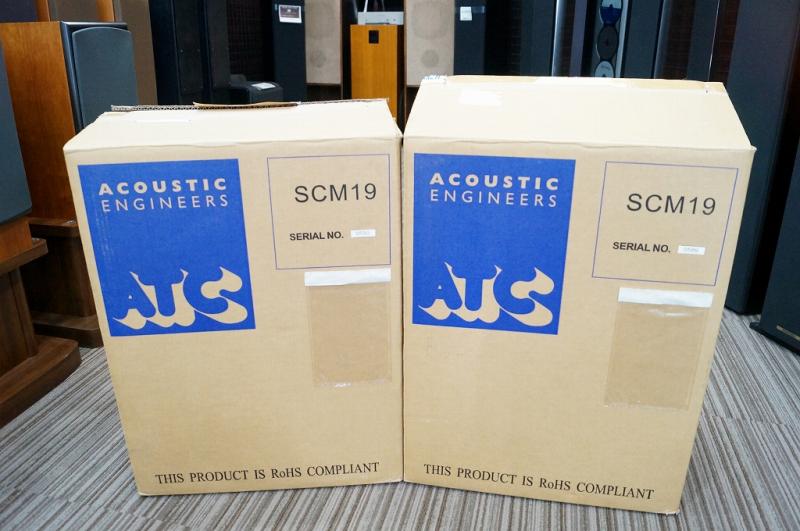 ACOUSTIC
ENGINEERS
ATC
SCM19
SERIAL NO.
THIS PRODUCT IS RoHS COMPLIANT
ACOUSTIC
ENGINEERS
ATC
SCM19
SERIAL NO.
THIS PRODUCT IS RoHS COMPLIANT